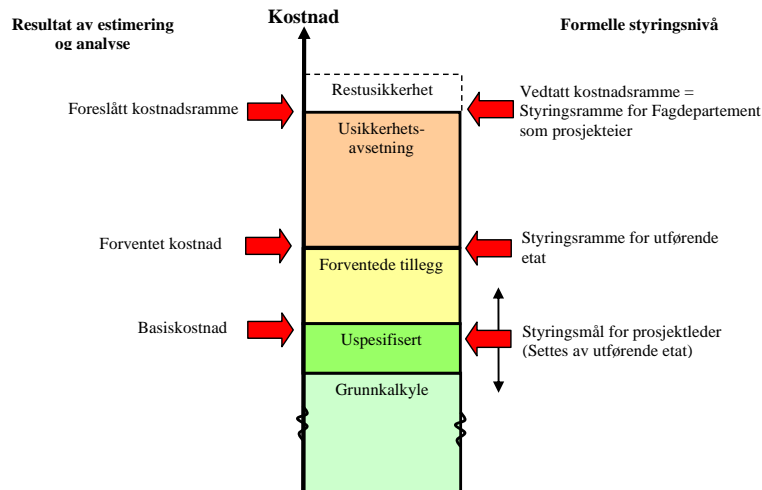 Resultat av estimering
og analyse
Kostnad
Formelle styringsnivå
Restusikkerhet
Foreslått kostnadsramme
Vedtatt kostnadsramme =
Styringsramme for Fagdepartement
som prosjekteier
Usikkerhets-
avsetning
Forventet kostnad
Styringsramme for utførende
etat
Forventede tillegg
Basiskostnad
Styringsmål for prosjektleder
(Settes av utførende etat)
Uspesifisert
Grunnkalkyle